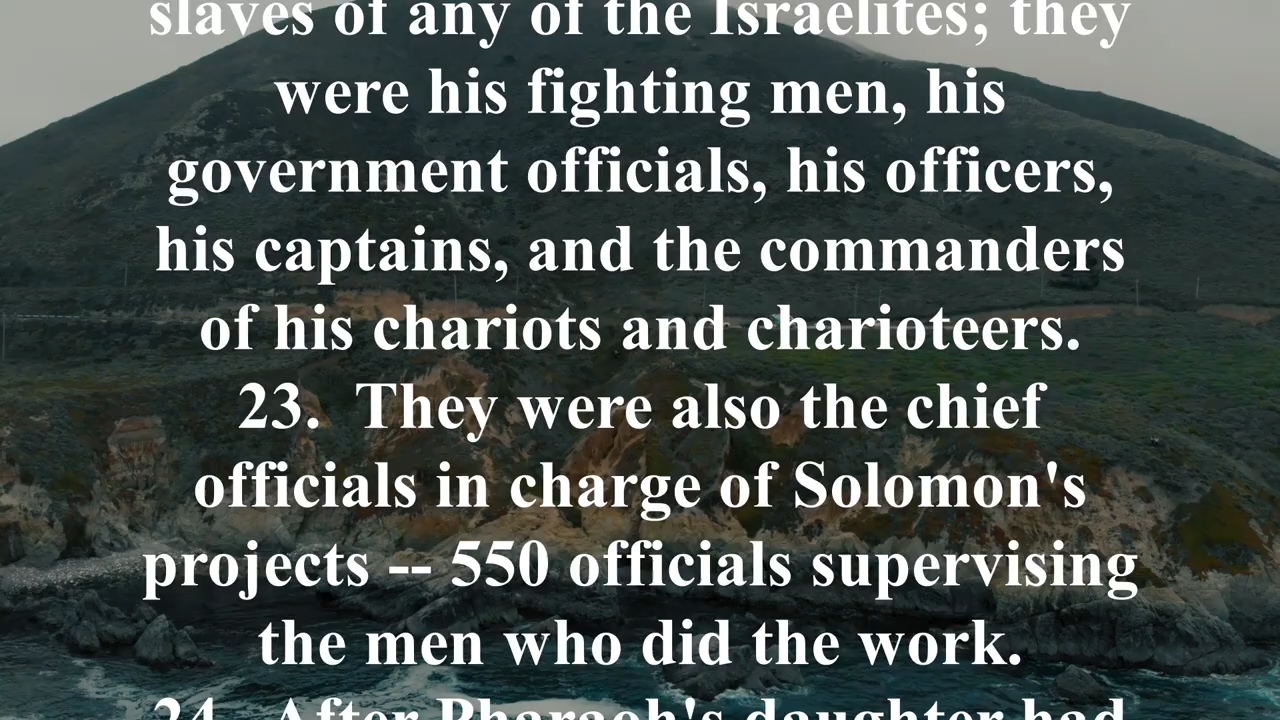 slaves of any of the Israelites; they
were his fighting men, his
government officials, his officers,
his captains, and the commanders
of his chariots and charioteers.
23.  They were also the chief
officials in charge of Solomon's
projects -- 550 officials supervising
the men who did the work.
24.  After Pharaoh's daughter had